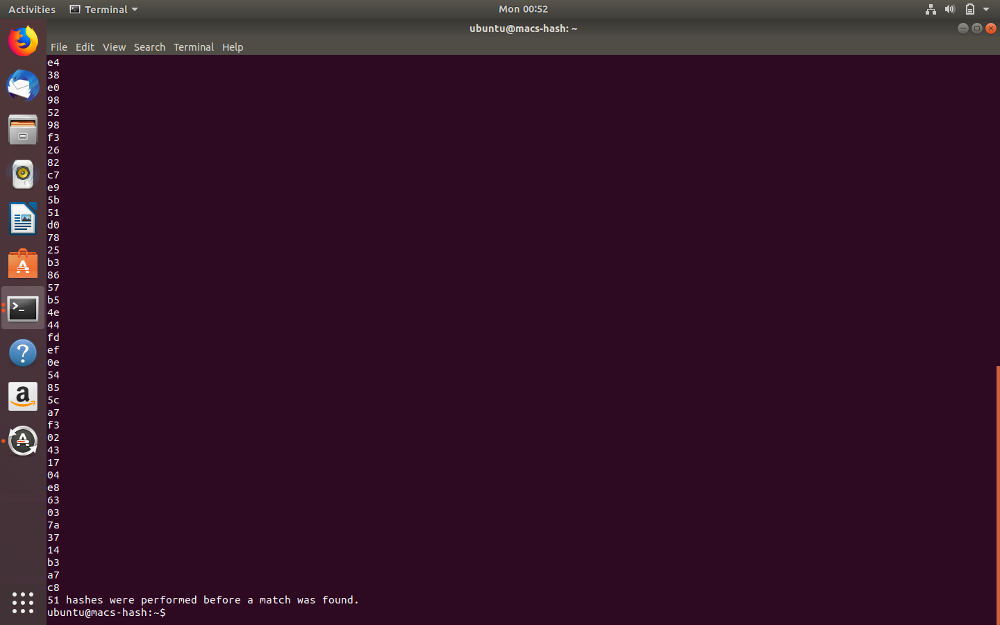 Activities Terminal Mon 00:52
ubuntu@macs-hash: ~
File Edit View Search Terminal Help
e4
38
e0
98
52
98
f3
26
82
c7
e9
5b
51
d0
78
25
b3
86
57
b5
4e
44
fd
ef
0e
54
85
5c
a7
f3
02
43
17
04
e8
63
03
7a
37
14
b3
a7
c8
51 hashes were performed before a match was found.
ubuntu@macs-hash:~$